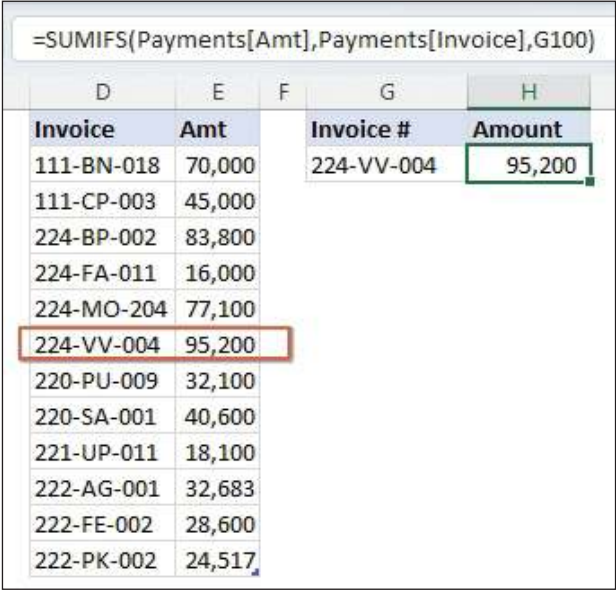 =SUMIFS(Payments[Amt],Payments[Invoice],G100)
D E F G H
Invoice Amt Invoice # Amount
111-BN-018 70,000 224-VV-004 95,200
111-CP-003 45,000
224-BP-002 83,800
224-FA-011 16,000
224-MO-204 77,100
224-VV-004 95,200
220-PU-009 32,100
220-SA-001 40,600
221-UP-011 18,100
222-AG-001 32,683
222-FE-002 28,600
222-PK-002 24,517